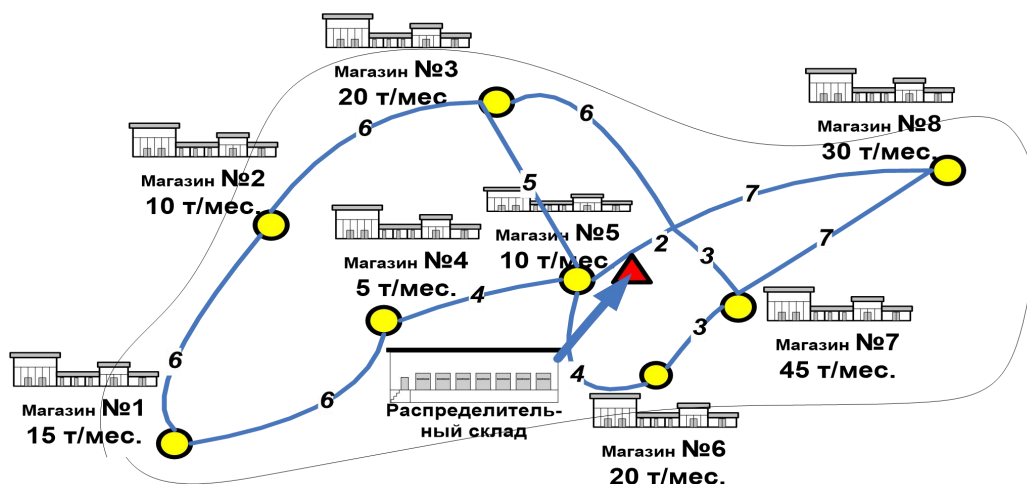 Магазин №3
20 т/мес
6
6
Магазин №8
30 т/мес.
Магазин №2
10 т/мес.
5
7
Магазин №5
10 т/мес
2
7
Магазин №4
5 т/мес.
3
4
3
Магазин №7
45 т/мес.
6
4
6
Магазин №1
15 т/мес.
Распределитель-
ный склад
Магазин №6
20 т/мес.